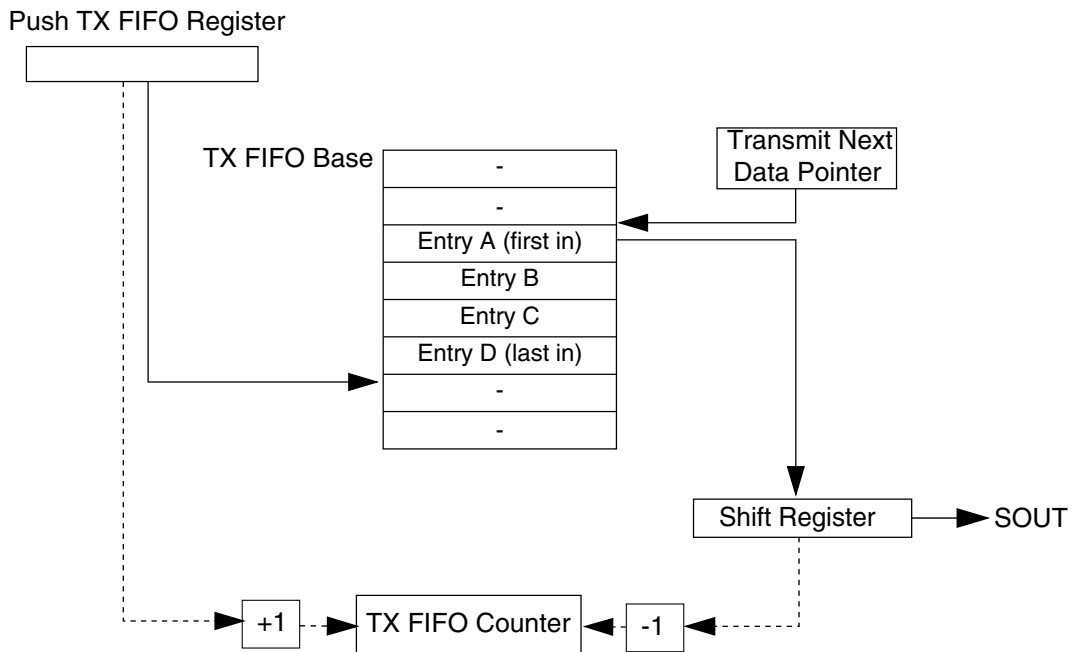 Push TX FIFO Register
TX FIFO Base
-
-
Entry A (first in)
Entry B
Entry C
Entry D (last in)
-
-
Transmit Next
Data Pointer
Shift Register
SOUT
+1
TX FIFO Counter
-1